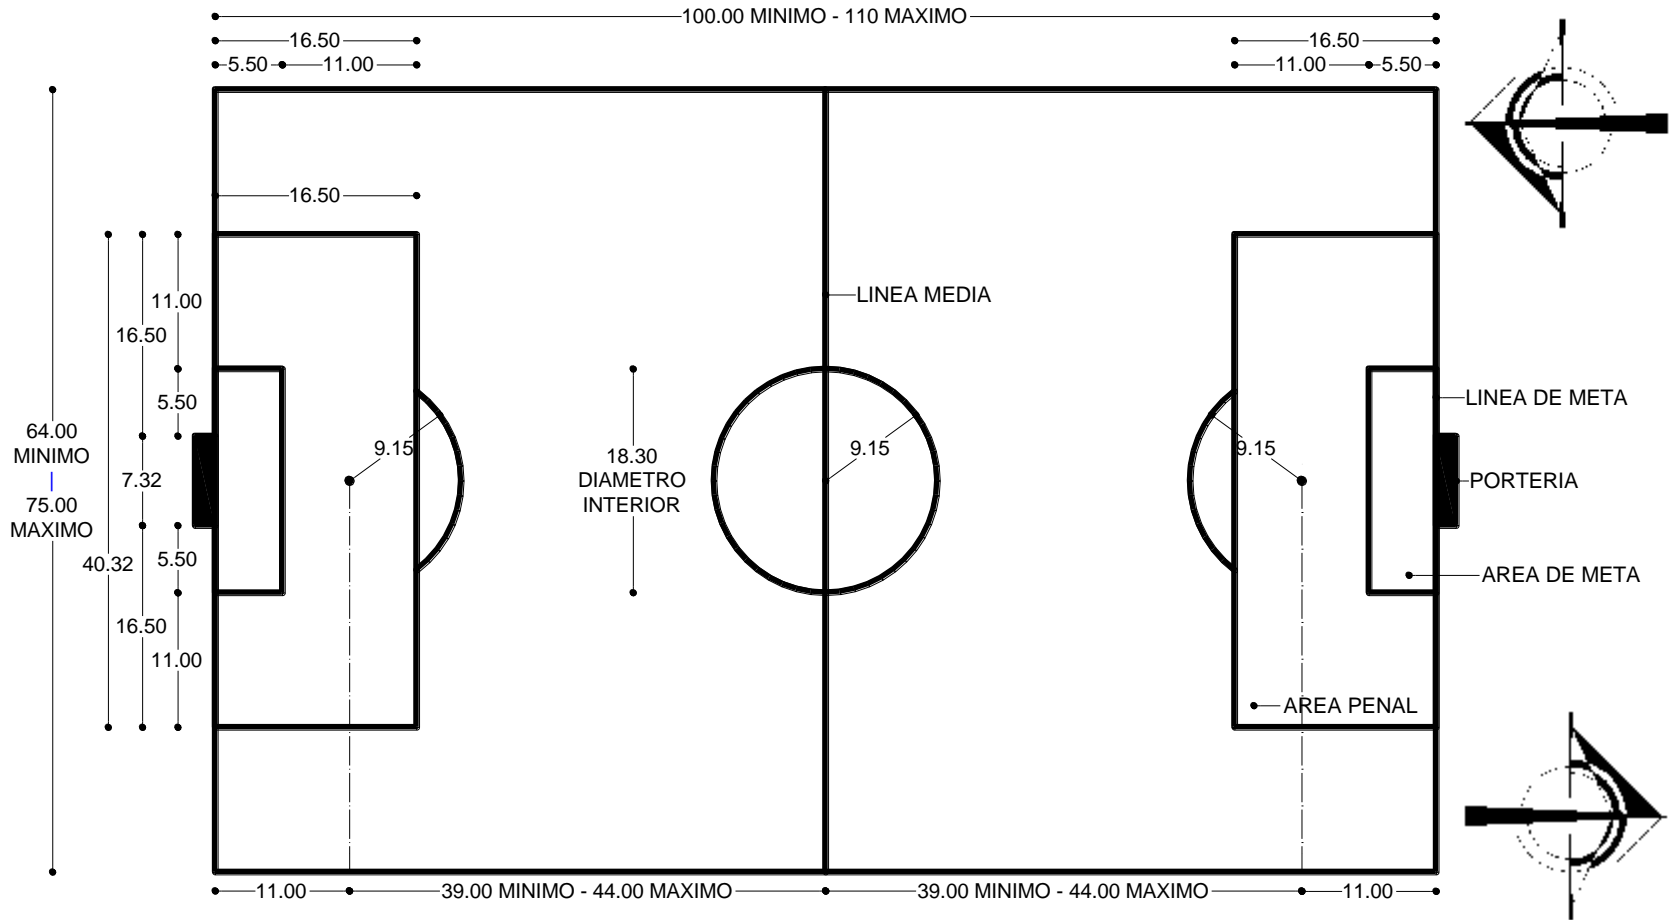 100.00 MINIMO - 110 MAXIMO
16.50
16.50
5.50
11.00
11.00
5.50
16.50
11.00
LINEA MEDIA
16.50
5.50
LINEA DE META
64.00
MINIMO
75.00
MAXIMO
7.32
9.15
18.30
DIAMETRO
INTERIOR
9.15
9.15
PORTERIA
40.32
5.50
AREA DE META
16.50
11.00
AREA PENAL
11.00
39.00 MINIMO - 44.00 MAXIMO
39.00 MINIMO - 44.00 MAXIMO
11.00